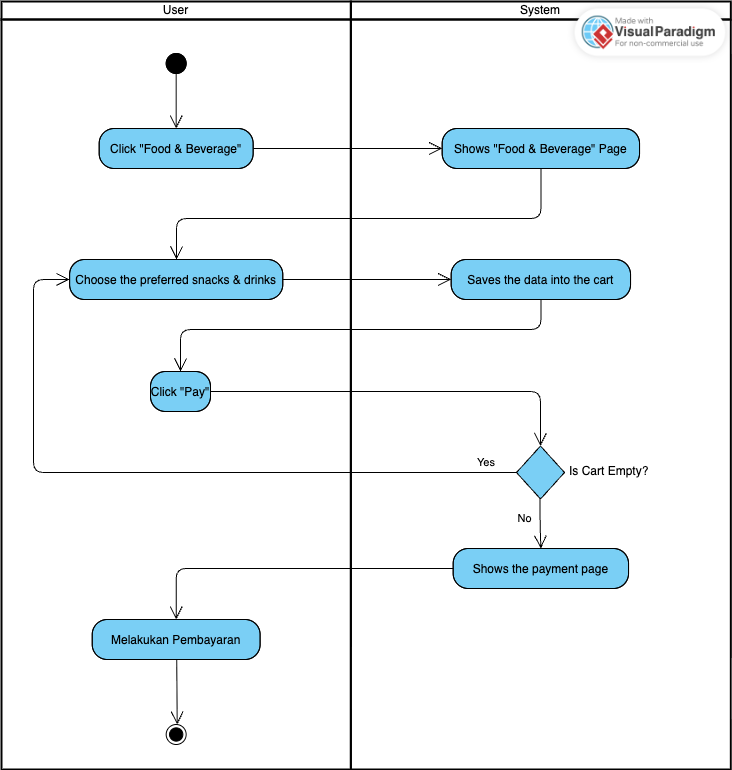 User
System
Made with
VisualParadigm
For non-commercial use
Click "Food & Beverage"
Shows "Food & Beverage" Page
Choose the preferred snacks & drinks
Saves the data into the cart
Click "Pay"
Yes
Is Cart Empty?
No
Shows the payment page
Melakukan Pembayaran